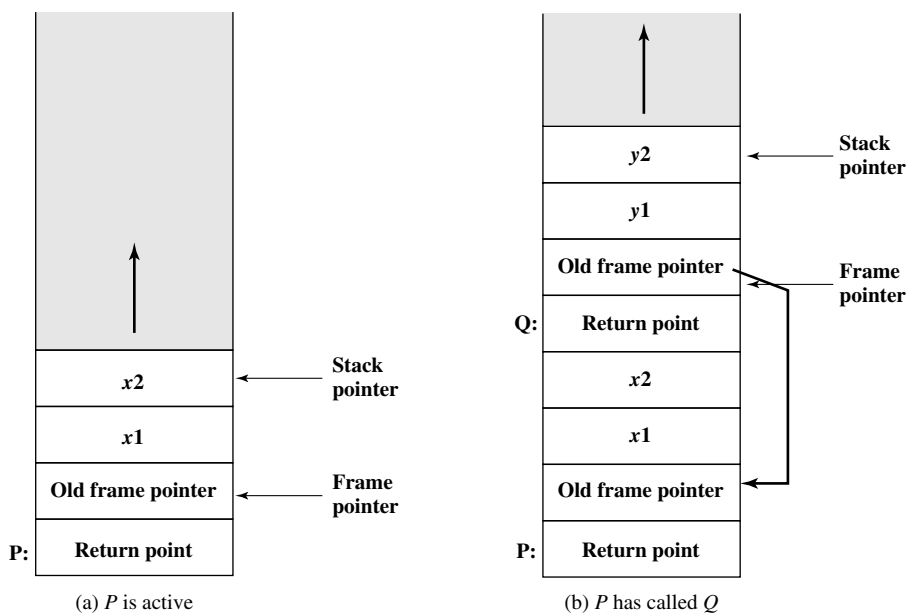 x2
Stack
pointer
x1
Old frame pointer
Frame
pointer
P:
Return point
(a) P is active
y2
Stack
pointer
y1
Old frame pointer
Frame
pointer
Q:
Return point
x2
x1
Old frame pointer
P:
Return point
(b) P has called Q